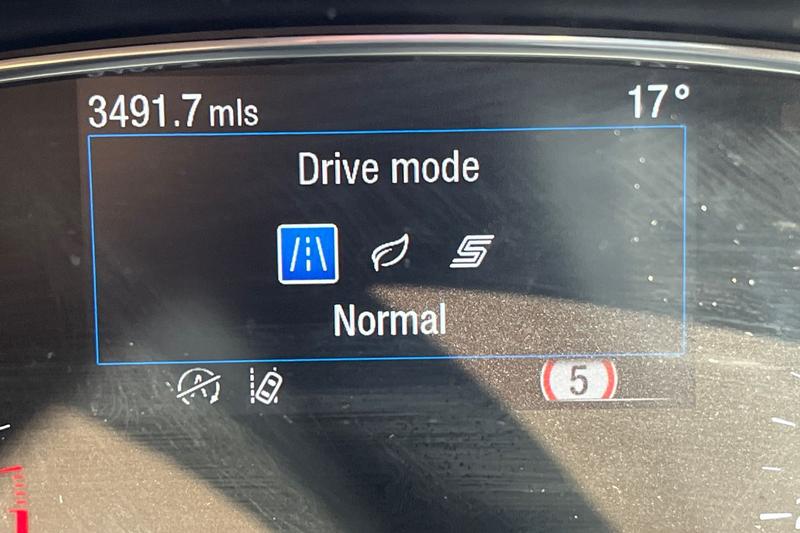 3491.7 mls 17°
Drive mode
S
Normal
A
5